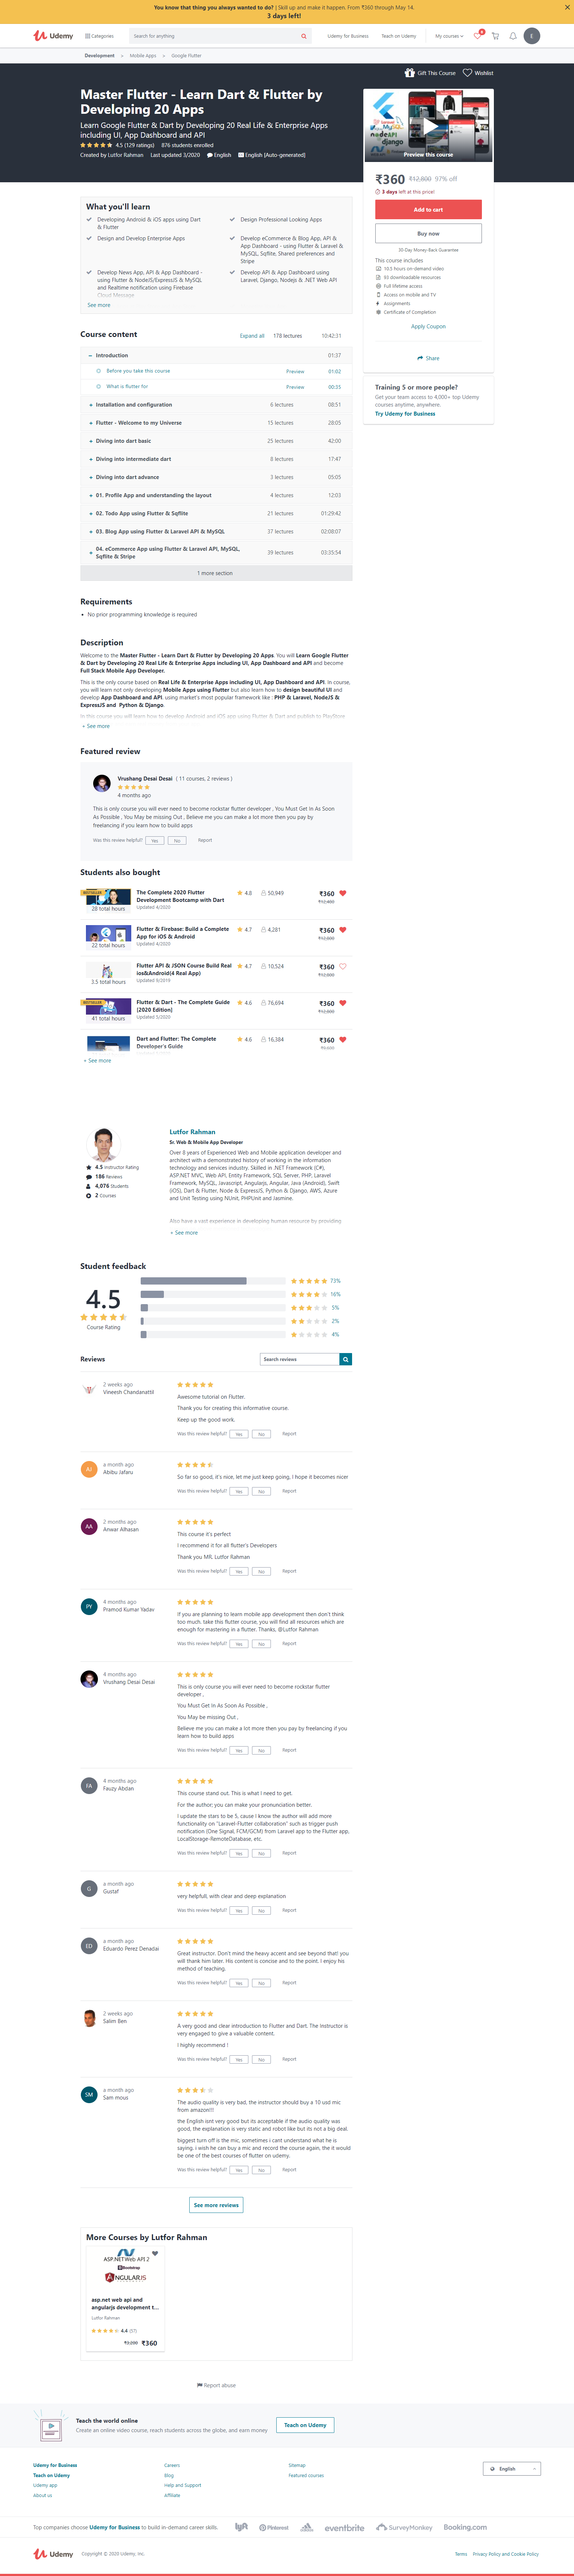 You know that thing you always wanted to do? | Skill up and make it happen. From ₹360 through May 14.
3 days left!
Udemy
Categories
Search for anything
Udemy for Business
Teach on Udemy
My courses
Development
Mobile Apps
Google Flutter
Gift This Course
Wishlist
Master Flutter - Learn Dart & Flutter by
Developing 20 Apps
Learn Google Flutter & Dart by Developing 20 Real Life & Enterprise Apps
including UI, App Dashboard and API
4.5 (129 ratings) 876 students enrolled
Created by Lutfor Rahman Last updated 3/2020 English English [Auto-generated]
Preview this course
₹360 ₹12,800 97% off
3 days left at this price!
Add to cart
Buy now
30-Day Money-Back Guarantee
This course includes
10.5 hours on-demand video
93 downloadable resources
Full lifetime access
Access on mobile and TV
Assignments
Certificate of Completion
Apply Coupon
Share
Training 5 or more people?
Get your team access to 4,000+ top Udemy
courses anytime, anywhere.
Try Udemy for Business
What you'll learn
Developing Android & iOS apps using Dart
& Flutter
Design Professional Looking Apps
Design and Develop Enterprise Apps
Develop eCommerce & Blog App, API &
App Dashboard - using Flutter & Laravel &
MySQL, Sqflite, Shared preferences and
Stripe
Develop News App, API & App Dashboard -
using Flutter & NodeJS/ExpressJS & MySQL
and Realtime notification using Firebase
Cloud Message
Develop API & App Dashboard using
Laravel, Django, Nodejs & .NET Web API
See more
Course content
Expand all 178 lectures 10:42:31
Introduction 01:37
Before you take this course Preview 01:02
What is flutter for Preview 00:35
Installation and configuration 6 lectures 08:51
Flutter - Welcome to my Universe 15 lectures 28:05
Diving into dart basic 25 lectures 42:00
Diving into intermediate dart 8 lectures 17:47
Diving into dart advance 3 lectures 05:05
01. Profile App and understanding the layout 4 lectures 12:03
02. Todo App using Flutter & Sqflite 21 lectures 01:29:42
03. Blog App using Flutter & Laravel API & MySQL 37 lectures 02:08:07
04. eCommerce App using Flutter & Laravel API, MySQL,
Sqflite & Stripe 39 lectures 03:35:54
1 more section
Requirements
No prior programming knowledge is required
Description
Welcome to the Master Flutter - Learn Dart & Flutter by Developing 20 Apps. You will Learn Google Flutter
& Dart by Developing 20 Real Life & Enterprise Apps including UI, App Dashboard and API and become
Full Stack Mobile App Developer.
This is the only course based on Real Life & Enterprise Apps including UI, App Dashboard and API. In course,
you will learn not only developing Mobile Apps using Flutter but also learn how to design beautiful UI and
develop App Dashboard and API. using market's most popular framework like : PHP & Laravel, NodeJS &
ExpressJS and Python & Django.
In this course you will learn how to develop Android and iOS app using Flutter & Dart and publish to PlayStore
+ See more
Featured review
Vrushang Desai Desai ( 11 courses, 2 reviews )
4 months ago
This is only course you will ever need to become rockstar flutter developer , You Must Get In As Soon
As Possible , You may be missing Out , Believe me you can make a lot more then you pay by
freelancing if you learn how to build apps
Was this review helpful? Yes No Report
Students also bought
BESTSELLER
28 total hours
The Complete 2020 Flutter
Development Bootcamp with Dart
Updated 4/2020
4.8 50,949 ₹360
22 total hours
Flutter & Firebase: Build a Complete
App for iOS & Android
Updated 4/2020
4.7 4,281 ₹360
3.5 total hours
Flutter API & JSON Course Build Real
ios&Android(4 Real App)
Updated 9/2019
4.7 10,524 ₹360
BESTSELLER
41 total hours
Flutter & Dart - The Complete Guide
[2020 Edition]
Updated 5/2020
4.6 76,694 ₹360
Dart and Flutter: The Complete
Developer's Guide
4.6 16,384 ₹360
+ See more
4.5 Instructor Rating
186 Reviews
4,076 Students
2 Courses
Lutfor Rahman
Sr. Web & Mobile App Developer
Over 8 years of Experienced Web and Mobile application developer and
architect with a demonstrated history of working in the information
technology and services industry. Skilled in .NET Framework (C#),
ASP.NET MVC, Web API, Entity Framework, SQL Server, PHP, Laravel
Framework, MySQL, Javascript, Angularjs, Angular, Java (Android), Swift
(iOS), Dart & Flutter, Node & ExpressJS, Python & Django, AWS, Azure
and Unit Testing using NUnit, PHPUnit and Jasmine.
Also have a vast experience in developing human resource by providing
+ See more
Student feedback
4.5
Course Rating
73%
16%
5%
2%
4%
Reviews
Search reviews
2 weeks ago
Vineesh Chandanattil
Awesome tutorial on Flutter.
Thank you for creating this informative course.
Keep up the good work.
Was this review helpful? Yes No Report
AJ
a month ago
Abibu Jafaru
So far so good, it's nice, let me just keep going, I hope it becomes nicer
Was this review helpful? Yes No Report
AA
2 months ago
Anwar Alhasan
This course it's perfect
I recommend it for all flutter's Developers
Thank you MR. Lutfor Rahman
Was this review helpful? Yes No Report
PY
4 months ago
Pramod Kumar Yadav
If you are planning to learn mobile app development then don't think
too much. take this flutter course, you will find all resources which are
enough for mastering in a flutter. Thanks, @Lutfor Rahman
Was this review helpful? Yes No Report
4 months ago
Vrushang Desai Desai
This is only course you will ever need to become rockstar flutter
developer ,
You Must Get In As Soon As Possible ,
You May be missing Out ,
Believe me you can make a lot more then you pay by freelancing if you
learn how to build apps
Was this review helpful? Yes No Report
FA
4 months ago
Fauzy Abdan
This course stand out. This is what I need to get.
For the author; you can make your pronunciation better.
I update the stars to be 5, cause I know the author will add more
functionality on "Laravel-Flutter collaboration" such as trigger push
notification (One Signal, FCM/GCM) from Laravel app to the Flutter app,
LocalStorage-RemoteDatabase, etc.
Was this review helpful? Yes No Report
G
a month ago
Gustaf
very helpfull, with clear and deep explanation
Was this review helpful? Yes No Report
ED
a month ago
Eduardo Perez Denadai
Great instructor. Don't mind the heavy accent and see beyond that! you
will thank him later. His content is concise and to the point. I enjoy his
method of teaching.
Was this review helpful? Yes No Report
2 weeks ago
Salim Ben
A very good and clear introduction to Flutter and Dart. The Instructor is
very engaged to give a valuable content.
I highly recommend !
Was this review helpful? Yes No Report
SM
a month ago
Sam mous
The audio quality is very bad, the instructor should buy a 10 usd mic
from amazon!!!
the English isnt very good but its acceptable if the audio quality was
good, the explanation is very static and robot like but its not a big deal
biggest turn off is the mic, sometimes i cant understand what he is
saying. i wish he can buy a mic and record the course again, the it would
be one of the best courses of flutter on udemy.
Was this review helpful? Yes No Report
See more reviews
More Courses by Lutfor Rahman
ASP.NET Web API 2
Bootstrap
ANGULARJS
asp.net web api and
angularjs development t...
Lutfor Rahman
4.4 (57)
₹360
Report abuse
Teach the world online
Create an online video course, reach students across the globe, and earn money
Teach on Udemy
Udemy for Business
Teach on Udemy
Udemy app
About us
Careers
Blog
Help and Support
Affiliate
Sitemap
Featured courses
English
Top companies choose Udemy for Business to build in-demand career skills.
lyft
Pinterest
eventbrite
SurveyMonkey
Booking.com
Udemy
Copyright © 2020 Udemy, Inc.
Terms Privacy Policy and Cookie Policy